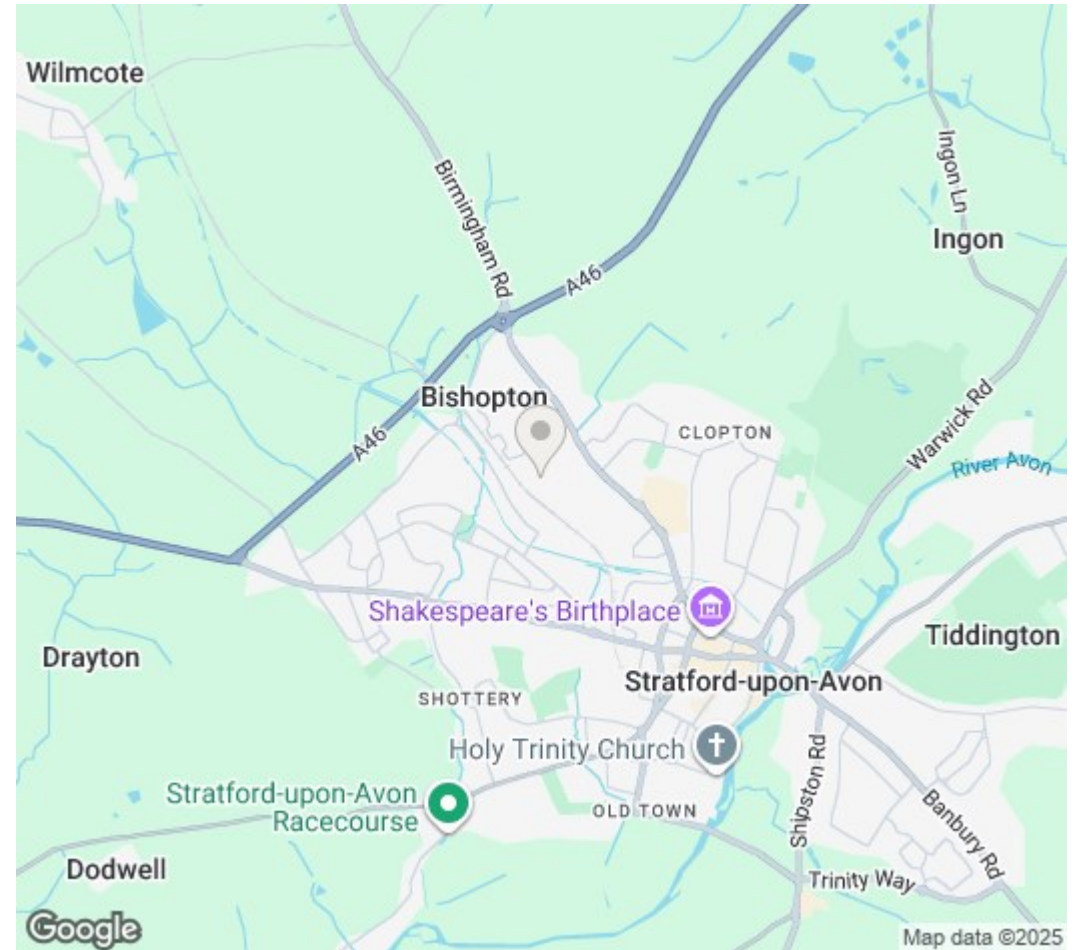 Wilmcote
Birmingham Rd
Ingon Ln
Ingon
A46
Bishopton
A46
CLOPTON
Warwick Rd
River Avon
Shakespeare's Birthplace
Tiddington
Drayton
Stratford-upon-Avon
SHOTTERY
Holy Trinity Church
Stratford-upon-Avon
Racecourse
OLD TOWN
Shipston Rd
Banbury Rd
Dodwell
Trinity Way
Google
Map data ©2025